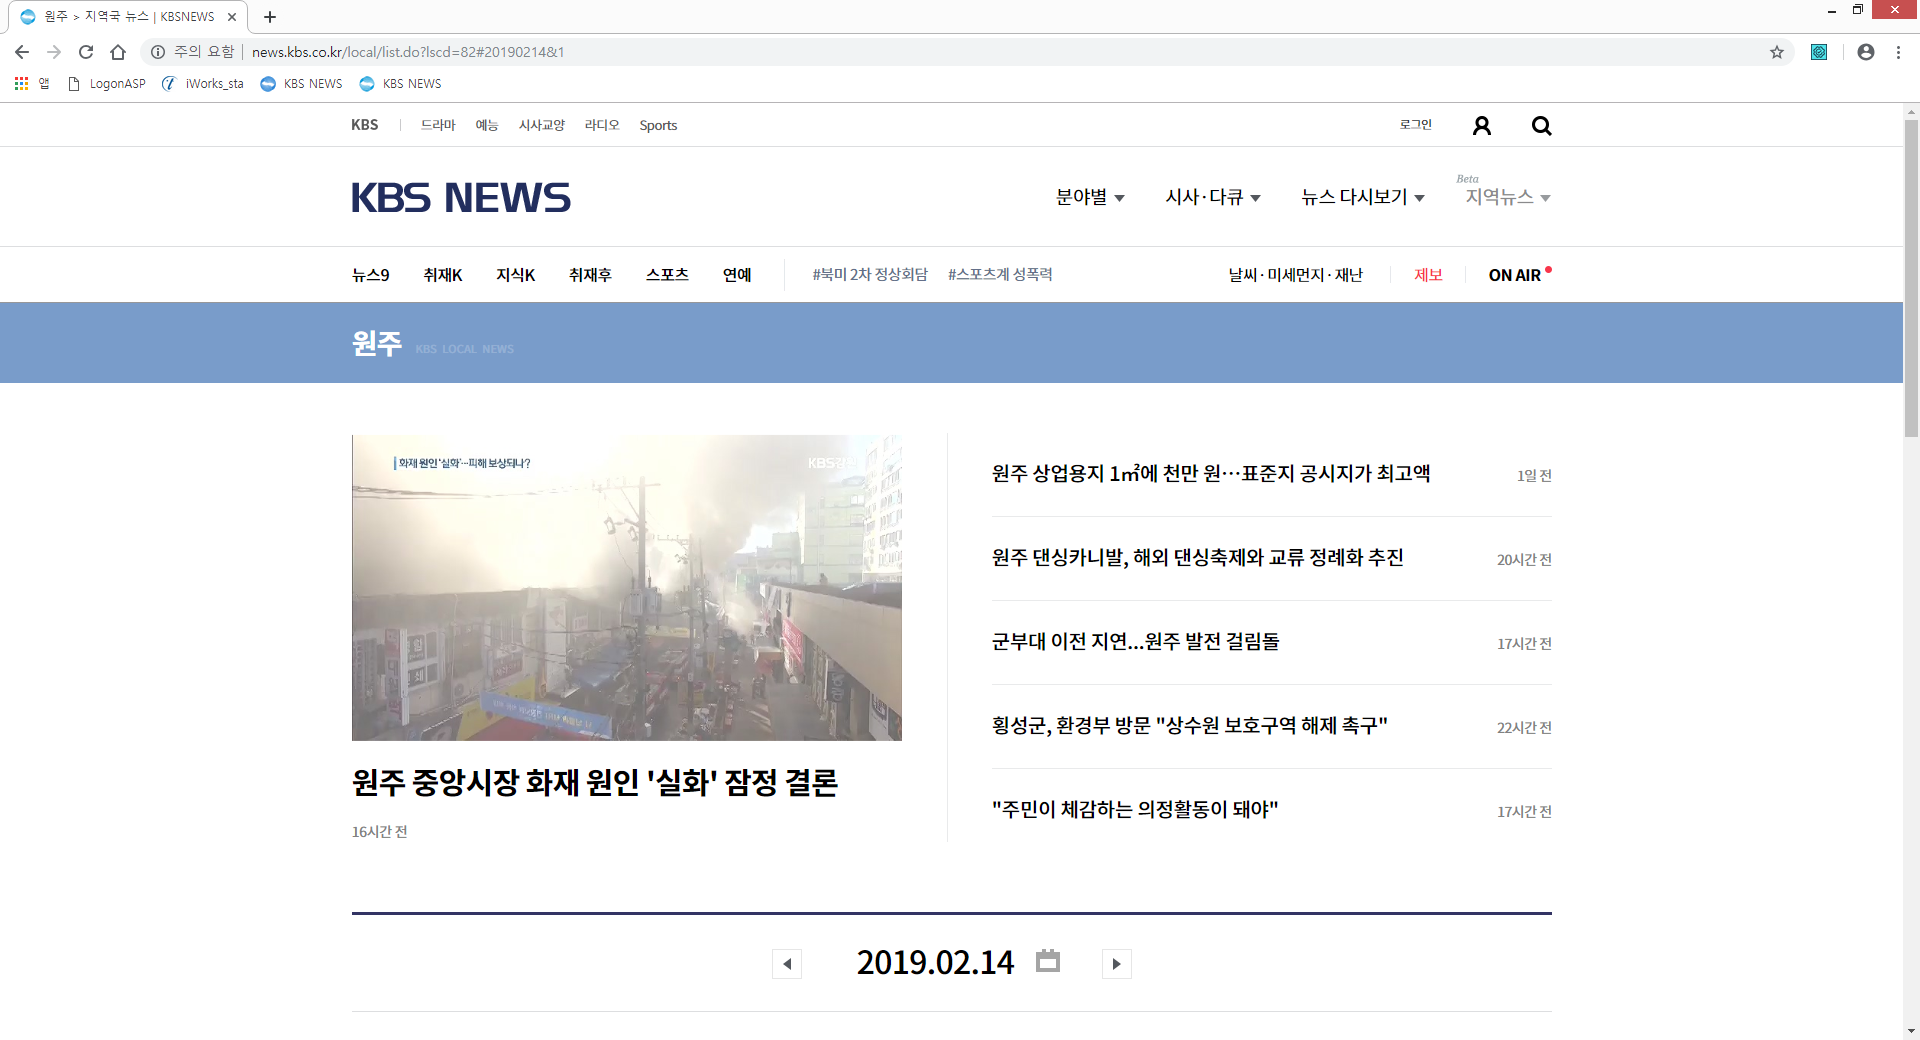 원주 > 지역국 뉴스 | KBSNEWS
주의 요함 | news.kbs.co.kr/local/list.do?lscd=82#20190214&1
앱 LogonASP iWorks_sta KBS NEWS KBS NEWS
KBS 드라마 예능 시사교양 라디오 Sports 로그인
KBS NEWS
분야별 시사·다큐 뉴스 다시보기 Beta 지역뉴스
뉴스9 취재K 지식K 취재후 스포츠 연예 #북미 2차 정상회담 #스포츠계 성폭력 날씨·미세먼지·재난 제보 ON AIR
원주 KBS LOCAL NEWS
화재 원인 '실화'…피해 보상되나?
KBS강원
원주 중앙시장 화재 원인 '실화' 잠정 결론
16시간 전
원주 상업용지 1㎡에 천만 원…표준지 공시지가 최고액 1일 전
원주 댄싱카니발, 해외 댄싱축제와 교류 정례화 추진 20시간 전
군부대 이전 지연...원주 발전 걸림돌 17시간 전
횡성군, 환경부 방문 "상수원 보호구역 해제 촉구" 22시간 전
"주민이 체감하는 의정활동이 돼야" 17시간 전
2019.02.14